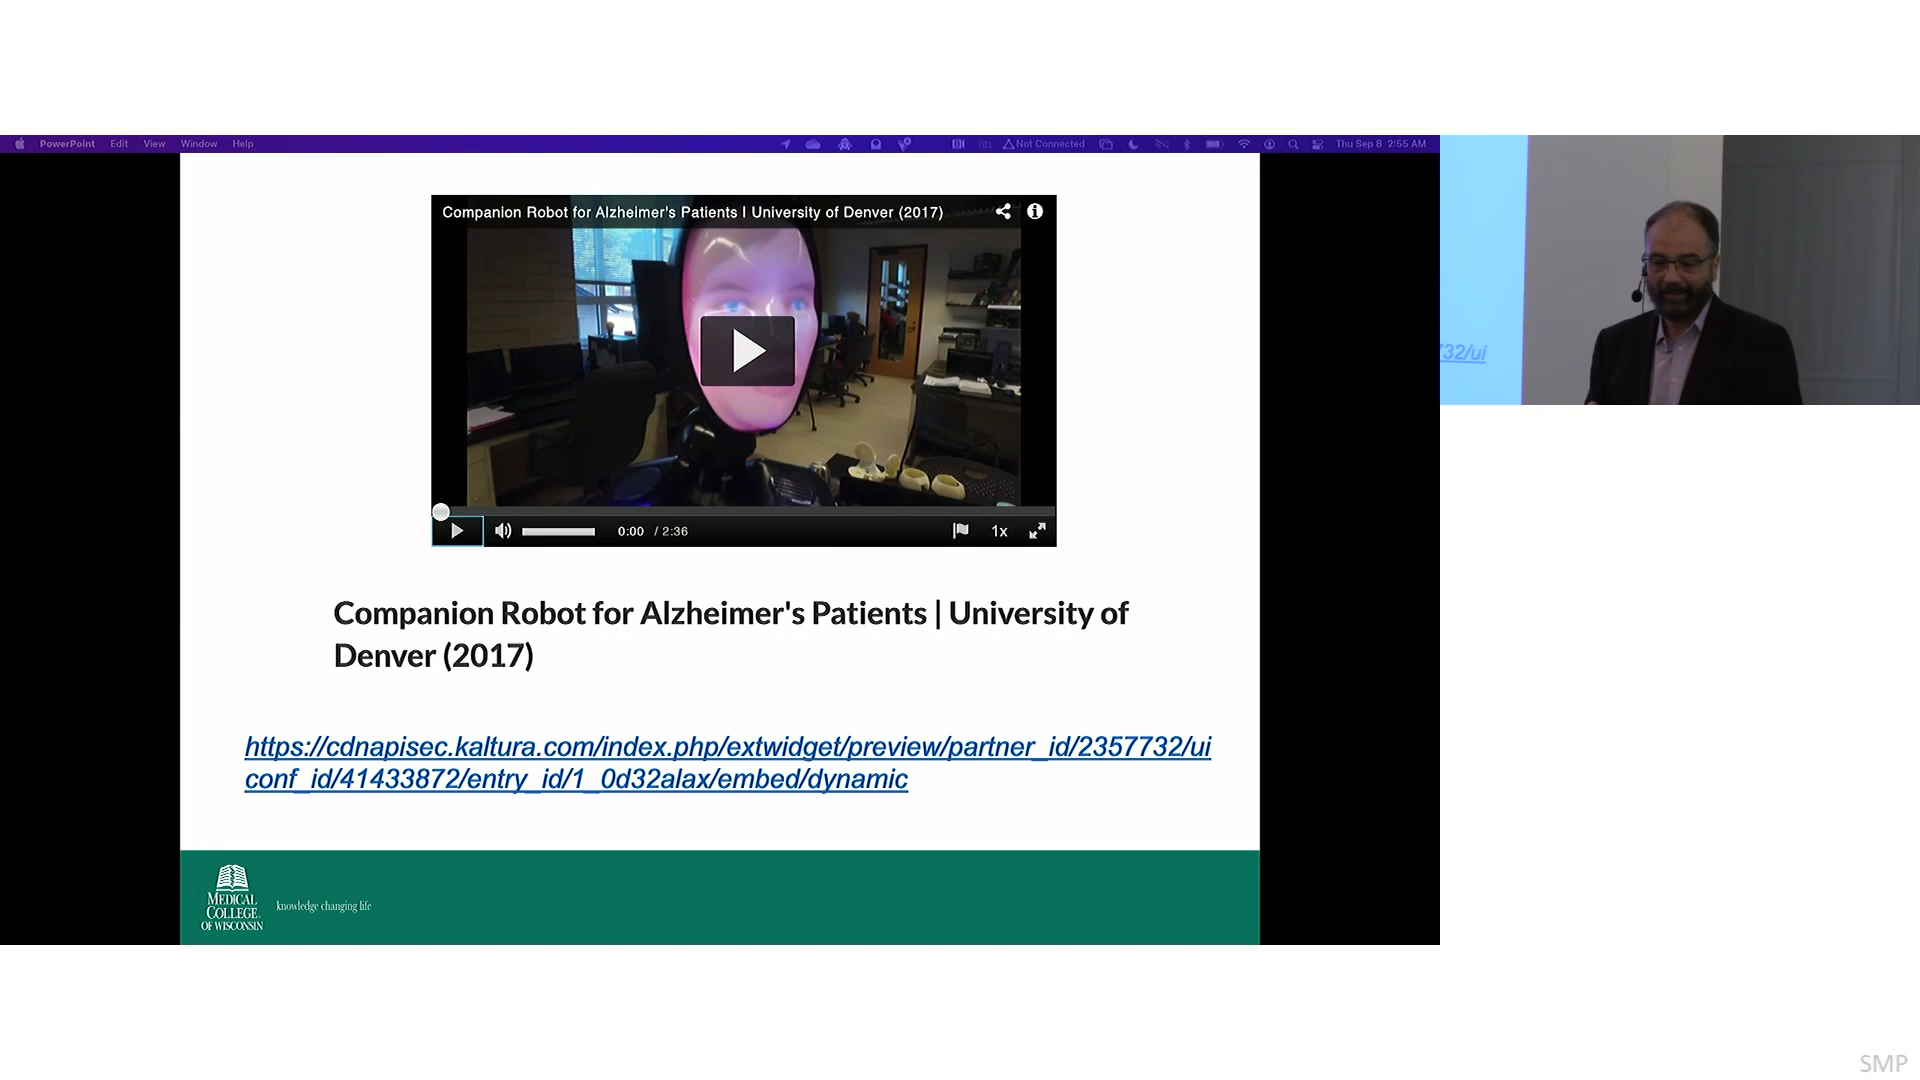 PowerPoint Edit View Window Help Not Connected Thu Sep 8 2:55 AM
Companion Robot for Alzheimer's Patients | University of Denver (2017)
0:00 / 2:36 1x
Companion Robot for Alzheimer's Patients | University of
Denver (2017)
https://cdnapisec.kaltura.com/index.php/extwidget/preview/partner_id/2357732/ui
conf_id/41433872/entry_id/1_0d32alax/embed/dynamic
MEDICAL
COLLEGE
OF WISCONSIN
knowledge changing life
732/ui
SMP